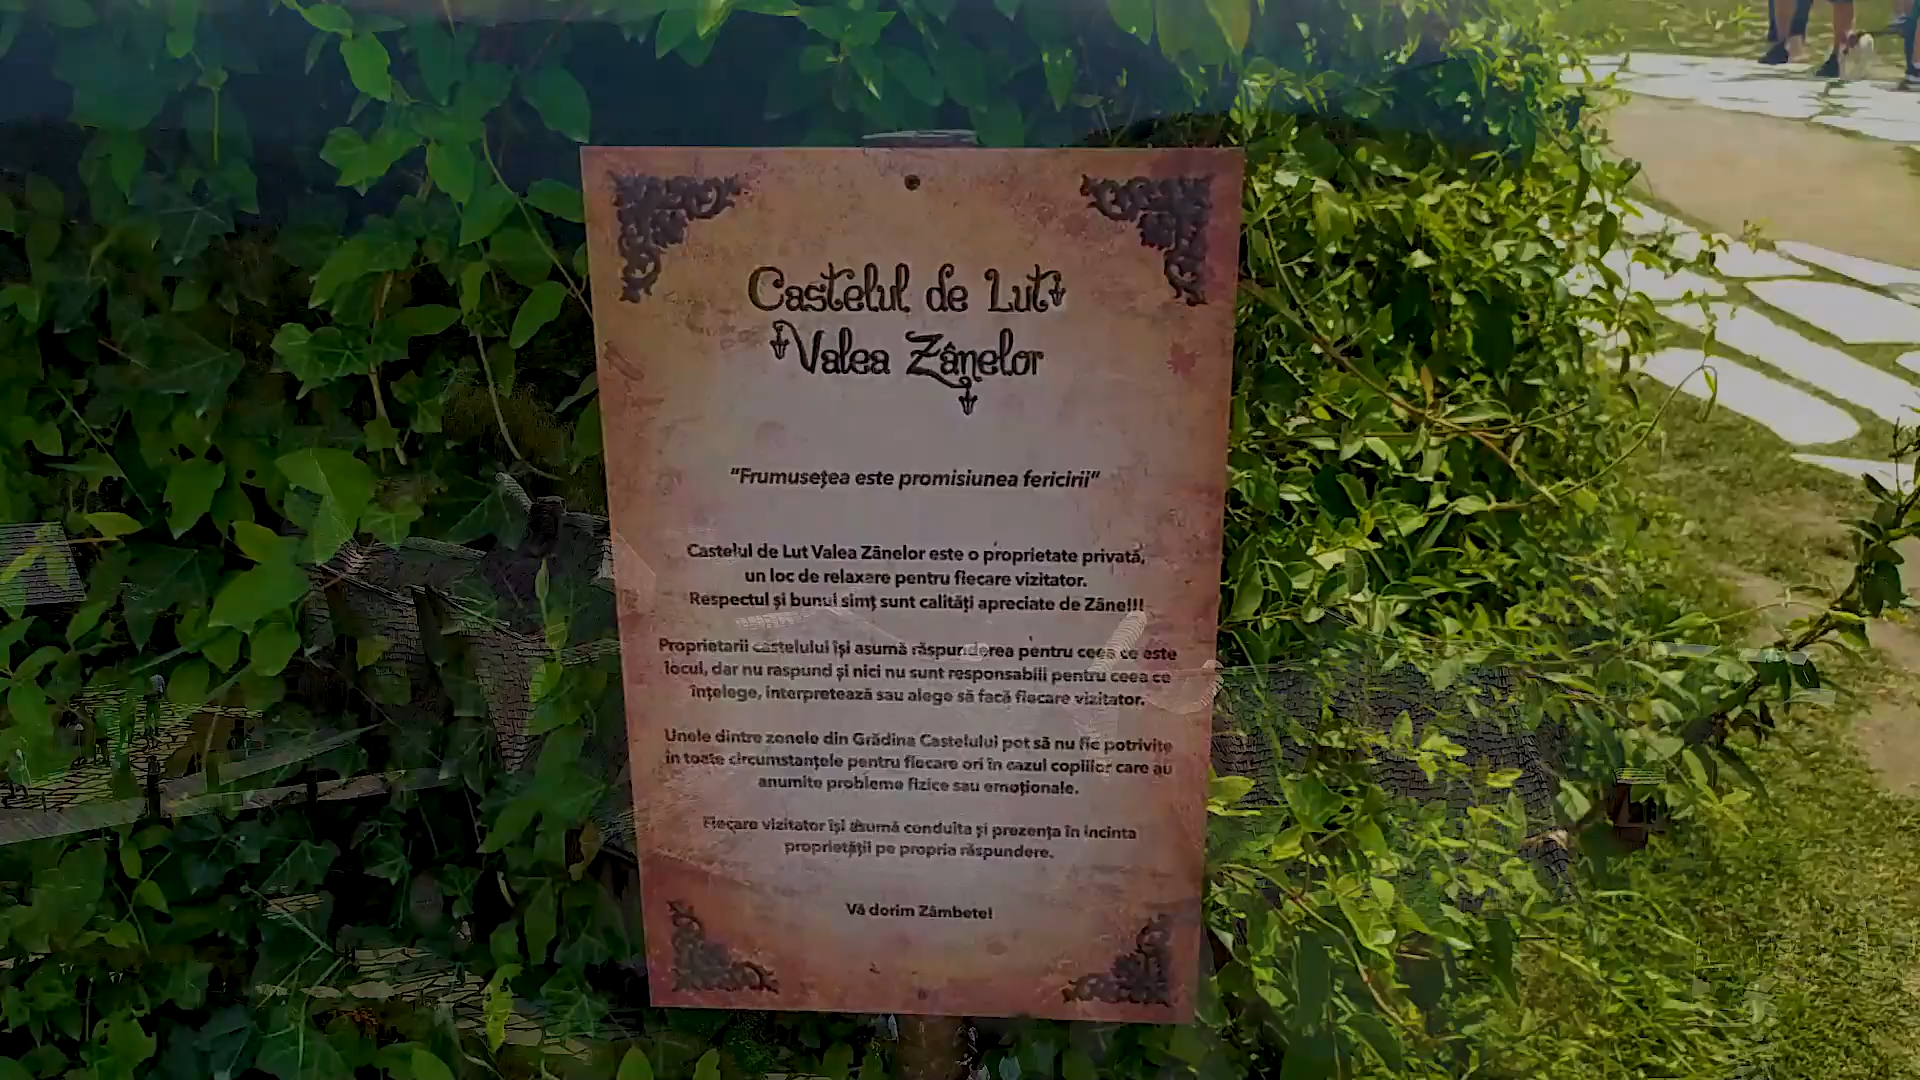 Castelul de Lut
Valea Zânelor
"Frumusețea este promisiunea fericirii"
Castelul de Lut Valea Zânelor este o proprietate privată,
un loc de relaxare pentru fiecare vizitator.
Respectul și bunul simț sunt calități apreciate de Zâne!!!
Proprietarii castelului își asumă răspunderea pentru ceea ce este
locul, dar nu raspund și nici nu sunt responsabili pentru ceea ce
înțelege, interpretează sau alege să facă fiecare vizitator.
Unele dintre zonele din Grădina Castelului pot să nu fie potrivite
in toate circumstanțele pentru fiecare ori în cazul copiilor care au
anumite probleme fizice sau emoționale.
Fiecare vizitator își asumă conduita și prezența în incinta
proprietății pe propria răspundere.
Vă dorim Zâmbete!